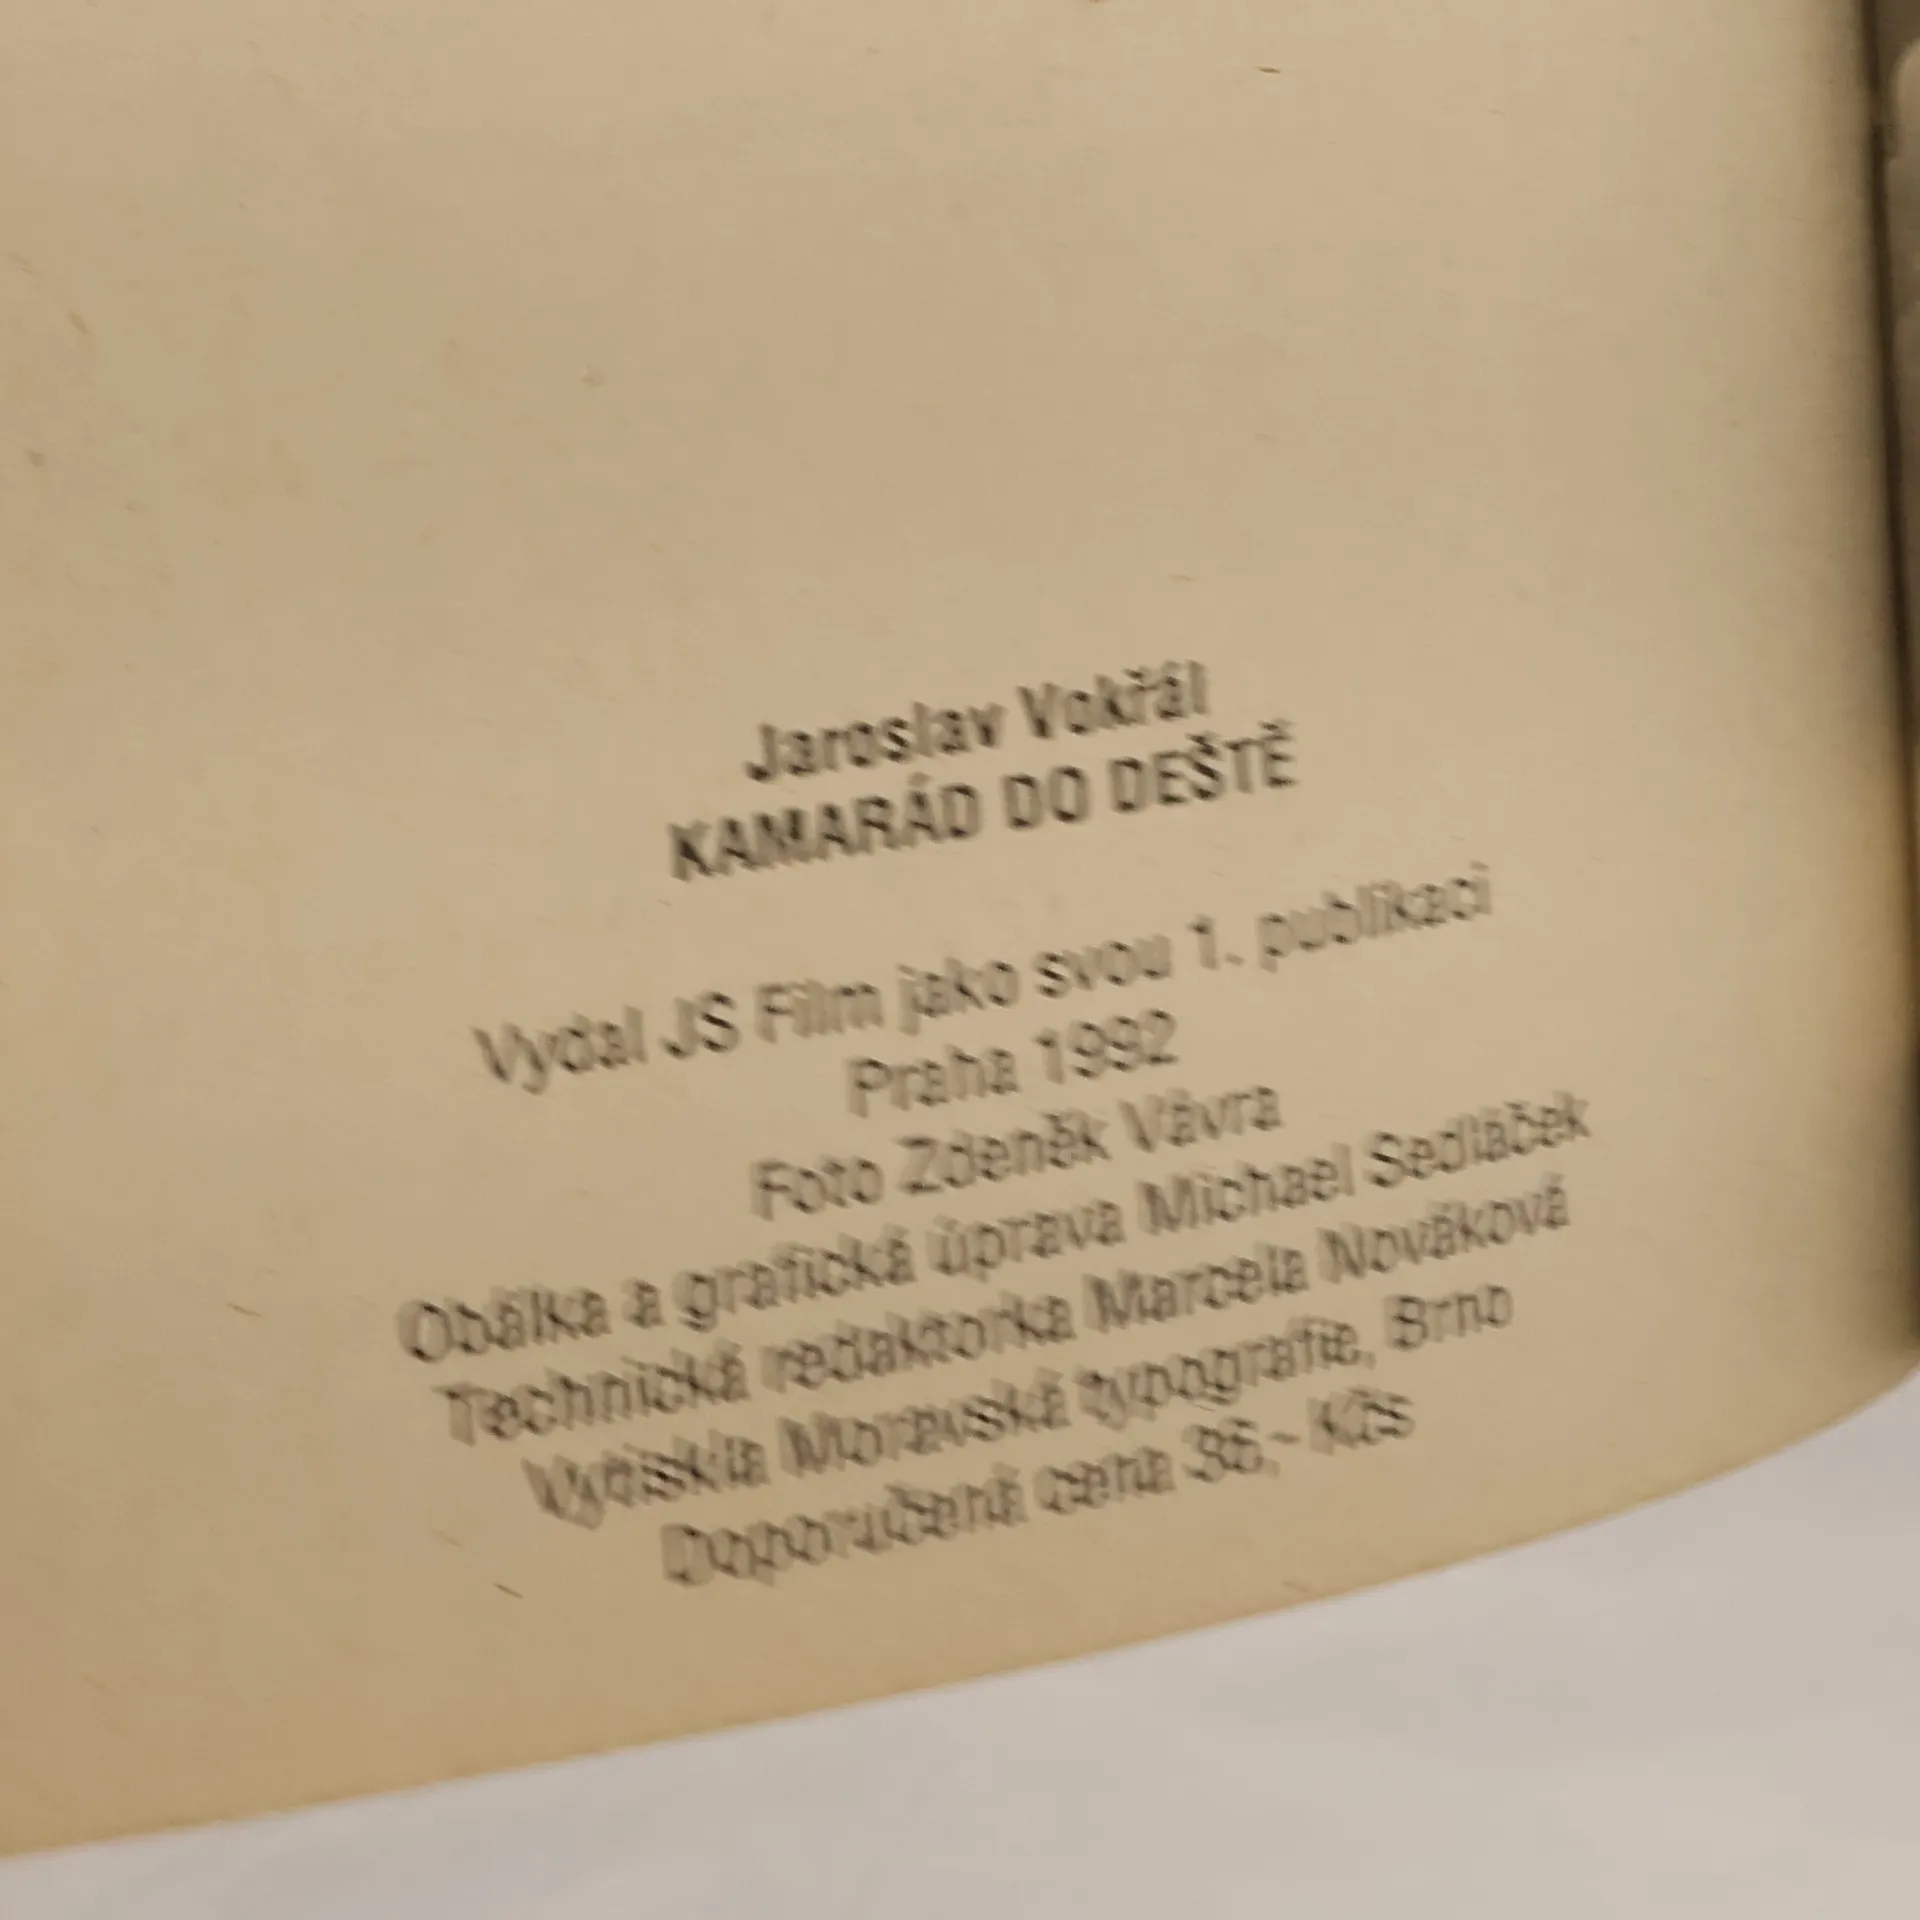 Jaroslav Vokřál
KAMARÁD DO DEŠTĚ
Vydal JS Film jako svou 1. publikaci
Praha 1992
Foto Zdeněk Vávra
Obálka a grafická úprava Michael Sedláček
Technická redaktorka Marcela Nováková
Vytiskla Moravská typografie, Brno
Doporučená cena Kčs